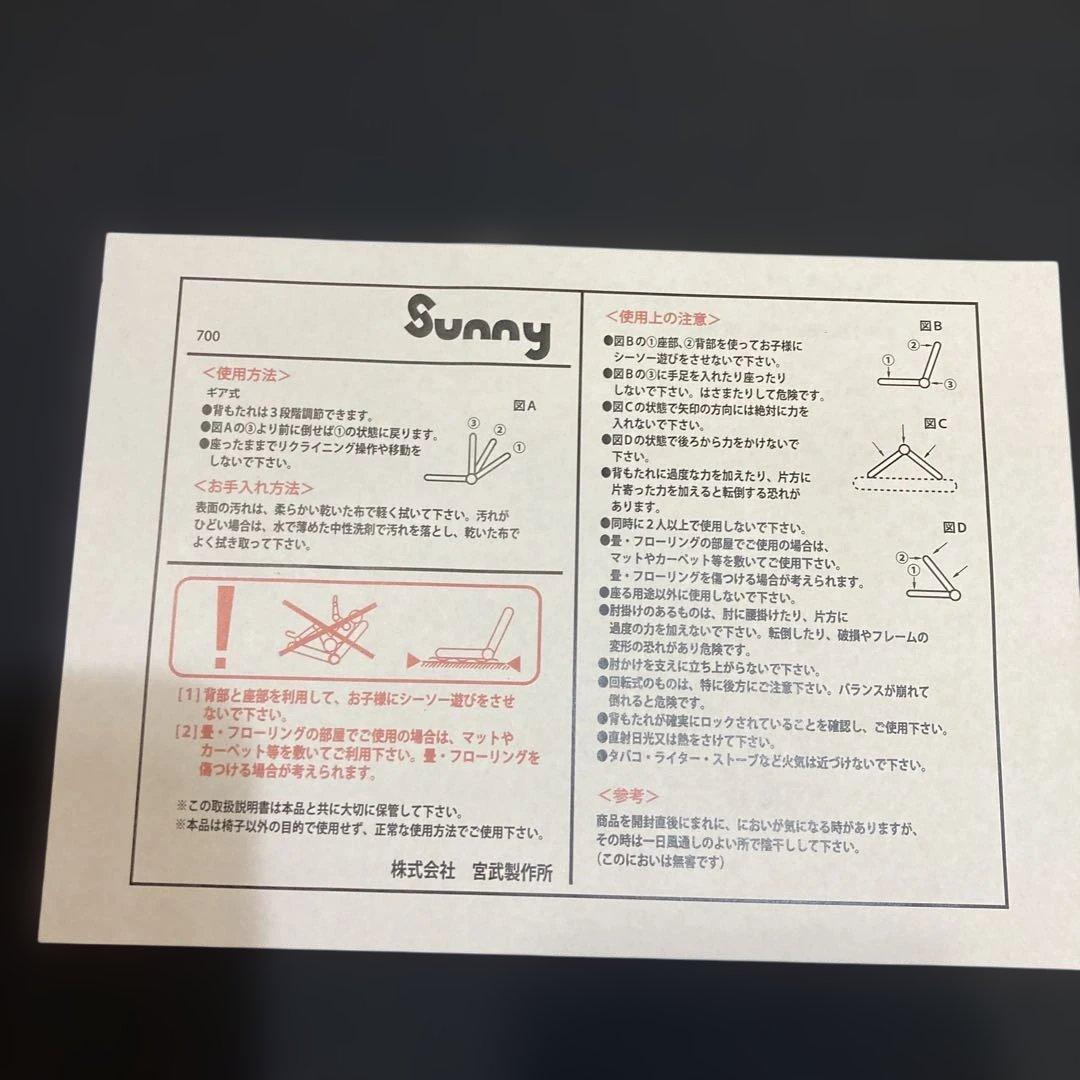 Sunny
700
＜使用方法＞
ギア式
●背もたれは３段階調節できます。
●図Aの③より前に倒せば①の状態に戻ります。
●座ったままでリクライニング操作や移動を
しないで下さい。
図A
③
②
①
＜お手入れ方法＞
表面の汚れは、柔らかい乾いた布で軽く拭いて下さい。汚れが
ひどい場合は、水で薄めた中性洗剤で汚れを落とし、乾いた布で
よく拭き取って下さい。
[1] 背部と座部を利用して、お子様にシーソー遊びをさせ
ないで下さい。
[2] 畳・フローリングの部屋でご使用の場合は、マットや
カーペット等を敷いてご利用下さい。畳・フローリングを
傷つける場合が考えられます。
※この取扱説明書は本品と共に大切に保管して下さい。
※本品は椅子以外の目的で使用せず、正常な使用方法でご使用下さい。
株式会社 宮武製作所
＜使用上の注意＞
●図Bの①座部、②背部を使ってお子様に
シーソー遊びをさせないで下さい。
●図Bの③に手足を入れたり座ったり
しないで下さい。はさまたりして危険です。
●図Cの状態で矢印の方向には絶対に力を
入れないで下さい。
●図Dの状態で後ろから力をかけないで
下さい。
●背もたれに過度な力を加えたり、片方に
片寄った力を加えると転倒する恐れが
あります。
●同時に２人以上で使用しないで下さい。
●畳・フローリングの部屋でご使用の場合は、
マットやカーペット等を敷いてご使用下さい。
畳・フローリングを傷つける場合が考えられます。
●座る用途以外に使用しないで下さい。
●肘掛けのあるものは、肘に腰掛けたり、片方に
過度の力を加えないで下さい。転倒したり、破損やフレームの
変形の恐れがあり危険です。
●肘かけを支えに立ち上がらないで下さい。
●回転式のものは、特に後方にご注意下さい。バランスが崩れて
倒れると危険です。
●背もたれが確実にロックされていることを確認し、ご使用下さい。
●直射日光又は熱をさけて下さい。
●タバコ・ライター・ストーブなど火気は近づけないで下さい。
図B
②
①
③
図C
図D
②
①
＜参考＞
商品を開封直後にまれに、においが気になる時がありますが、
その時は一日風通しのよい所で陰干しして下さい。
（このにおいは無害です）